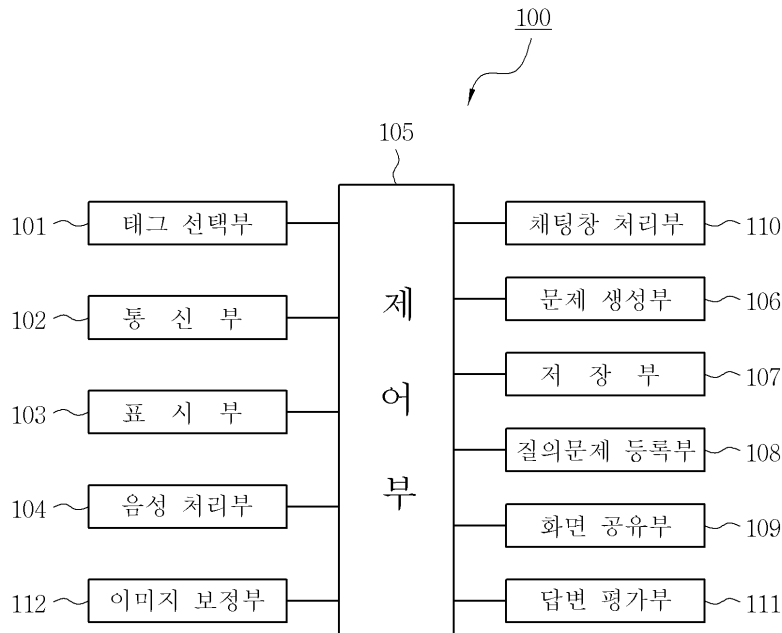 100
105
101 태그 선택부
102 통 신 부
103 표 시 부
104 음성 처리부
112 이미지 보정부
제
어
부
채팅창 처리부 110
문제 생성부 106
저 장 부 107
질의문제 등록부 108
화면 공유부 109
답변 평가부 111